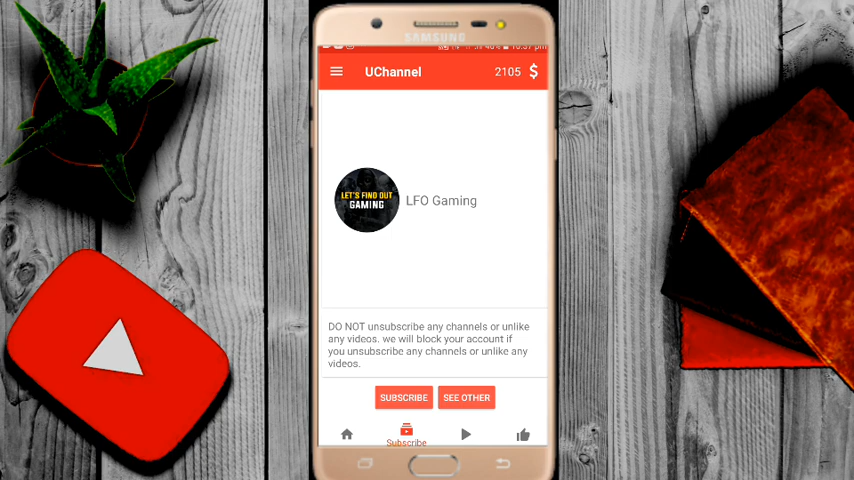 SAMSUNG
UChannel 2105 $
LET'S FIND OUT
GAMING
LFO Gaming
DO NOT unsubscribe any channels or unlike
any videos. we will block your account if
you unsubscribe any channels or unlike any
videos.
SUBSCRIBE SEE OTHER
Subscribe